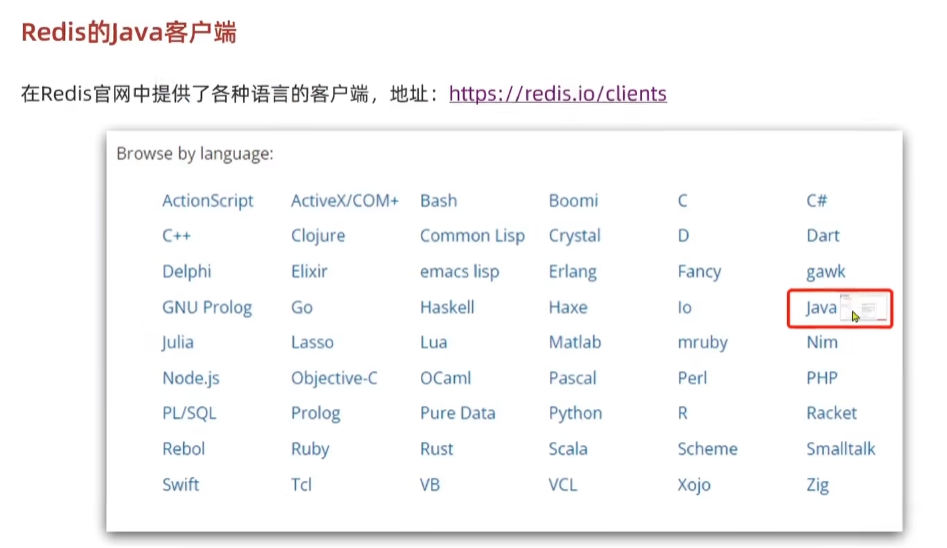 Redis的Java客户端
在Redis官网中提供了各种语言的客户端，地址：https://redis.io/clients
Browse by language:
ActionScript ActiveX/COM+ Bash Boomi C C#
C++ Clojure Common Lisp Crystal D Dart
Delphi Elixir emacs lisp Erlang Fancy gawk
GNU Prolog Go Haskell Haxe Io Java
Julia Lasso Lua Matlab mruby Nim
Node.js Objective-C OCaml Pascal Perl PHP
PL/SQL Prolog Pure Data Python R Racket
Rebol Ruby Rust Scala Scheme Smalltalk
Swift Tcl VB VCL Xojo Zig